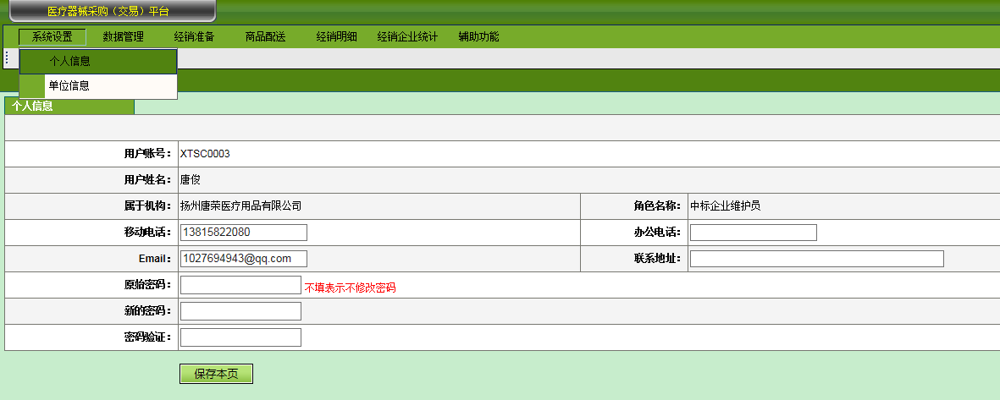 医疗器械采购（交易）平台
系统设置 数据管理 经销准备 商品配送 经销明细 经销企业统计 辅助功能
个人信息
单位信息
个人信息
用户账号： XTSC0003
用户姓名： 唐俊
属于机构： 扬州唐荣医疗用品有限公司 角色名称： 中标企业维护员
移动电话： 13815822080 办公电话：
Email： 1027694943@qq.com 联系地址：
原始密码： 不填表示不修改密码
新的密码：
密码验证：
保存本页